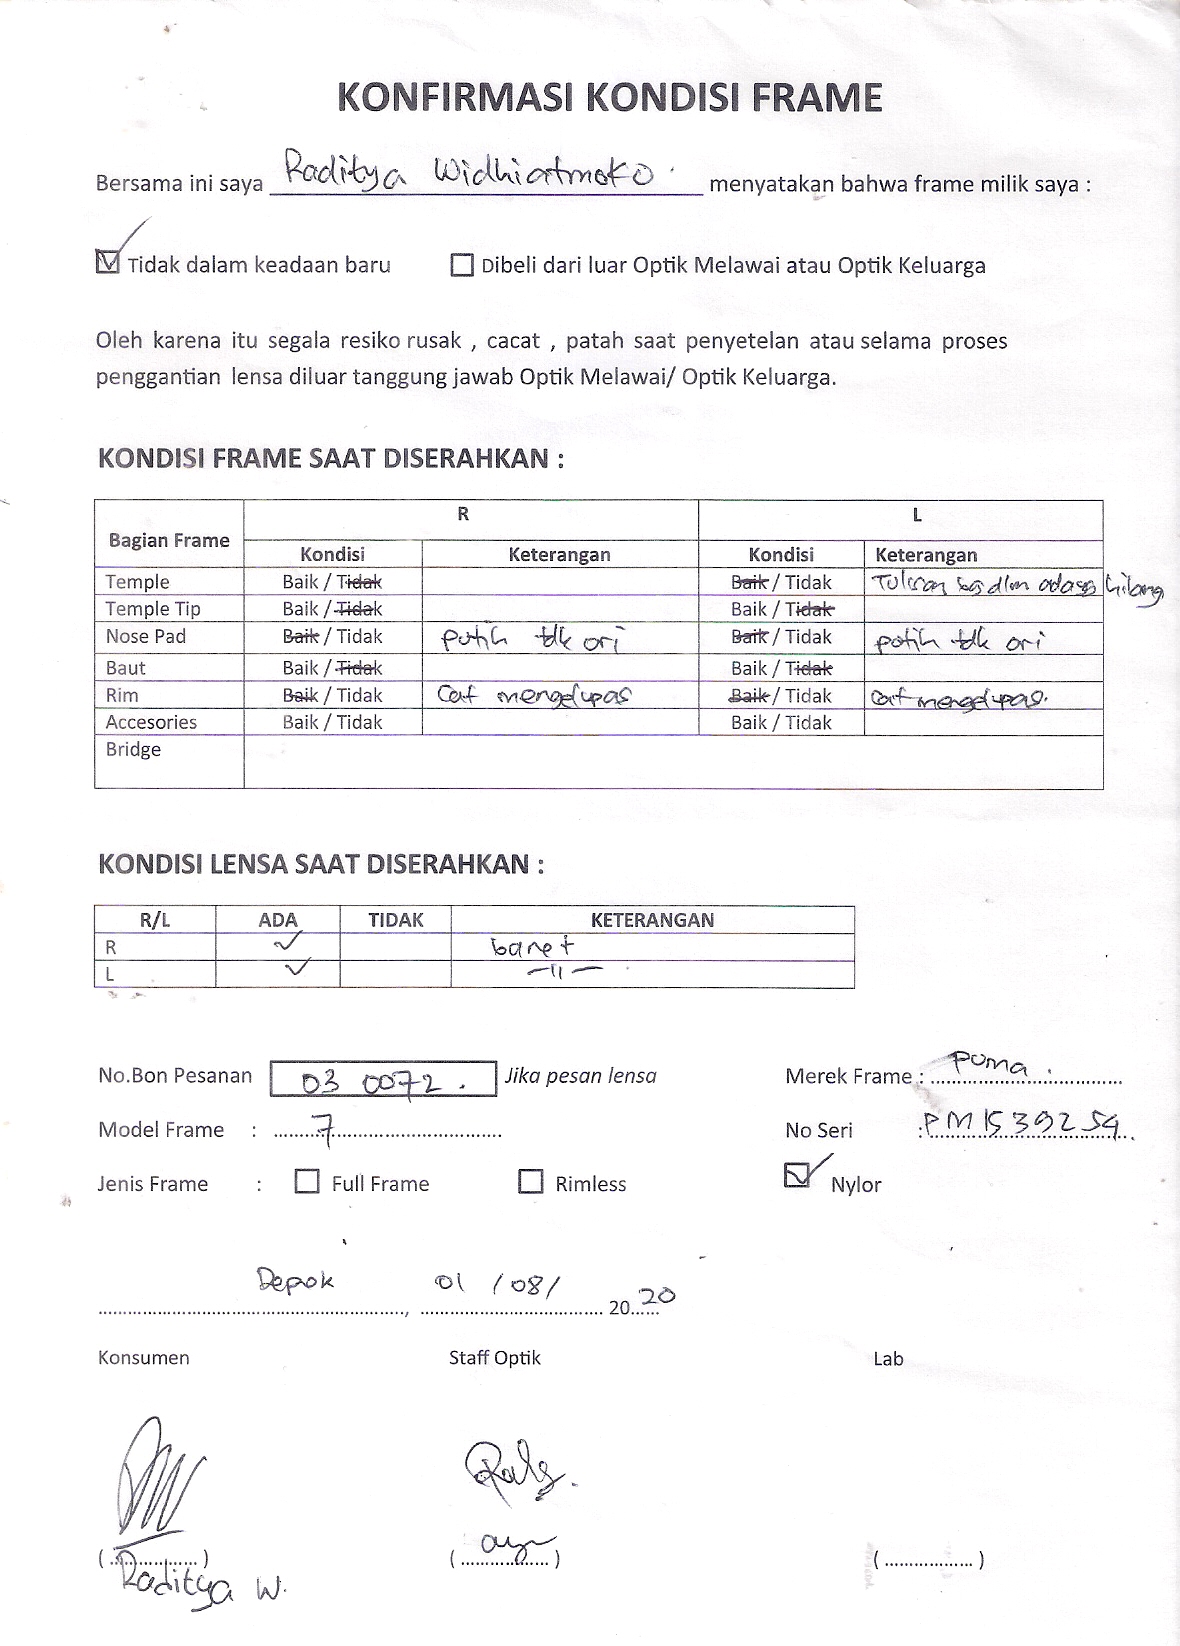 KONFIRMASI KONDISI FRAME
Bersama ini saya Raditya Widhiatmoko menyatakan bahwa frame milik saya :
Tidak dalam keadaan baru Dibeli dari luar Optik Melawai atau Optik Keluarga
Oleh karena itu segala resiko rusak , cacat , patah saat penyetelan atau selama proses
penggantian lensa diluar tanggung jawab Optik Melawai/ Optik Keluarga.
KONDISI FRAME SAAT DISERAHKAN :
Bagian Frame R L
Kondisi Keterangan Kondisi Keterangan
Temple Baik / Tidak Baik / Tidak Tulisan hilang
Temple Tip Baik / Tidak Baik / Tidak
Nose Pad Baik / Tidak putih tdk ori Baik / Tidak putih tdk ori
Baut Baik / Tidak Baik / Tidak
Rim Baik / Tidak Cat mengelupas Baik / Tidak Cat mengelupas.
Accesories Baik / Tidak Baik / Tidak
Bridge
KONDISI LENSA SAAT DISERAHKAN :
R/L ADA TIDAK KETERANGAN
R ✓ baret
L ✓ —11—
No.Bon Pesanan 03 0072 . Jika pesan lensa Merek Frame : Puma .
Model Frame : 7 No Seri : PM1539254
Jenis Frame : Full Frame Rimless Nylor
Depok , 01 /08/ 20 20
Konsumen Staff Optik Lab
( ) ( ) ( )
Raditya W.